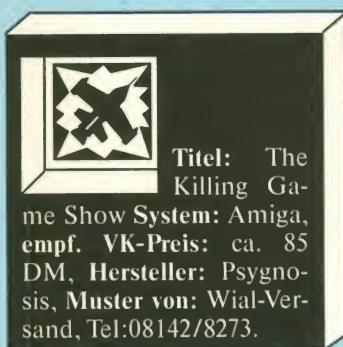 Titel: The
Killing Ga-
me Show System: Amiga,
empf. VK-Preis: ca. 85
DM, Hersteller: Psygno-
sis, Muster von: Wial-Ver-
sand, Tel:08142/8273.